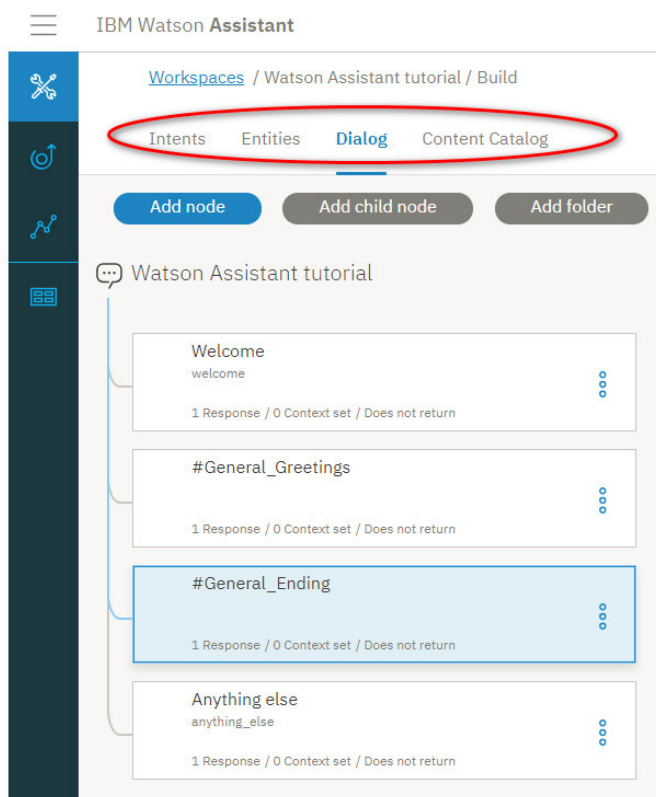 IBM Watson Assistant
Workspaces / Watson Assistant tutorial / Build
Intents Entities Dialog Content Catalog
Add node Add child node Add folder
Watson Assistant tutorial
Welcome
welcome
1 Response / 0 Context set / Does not return
#General_Greetings
1 Response / 0 Context set / Does not return
#General_Ending
1 Response / 0 Context set / Does not return
Anything else
anything_else
1 Response / 0 Context set / Does not return